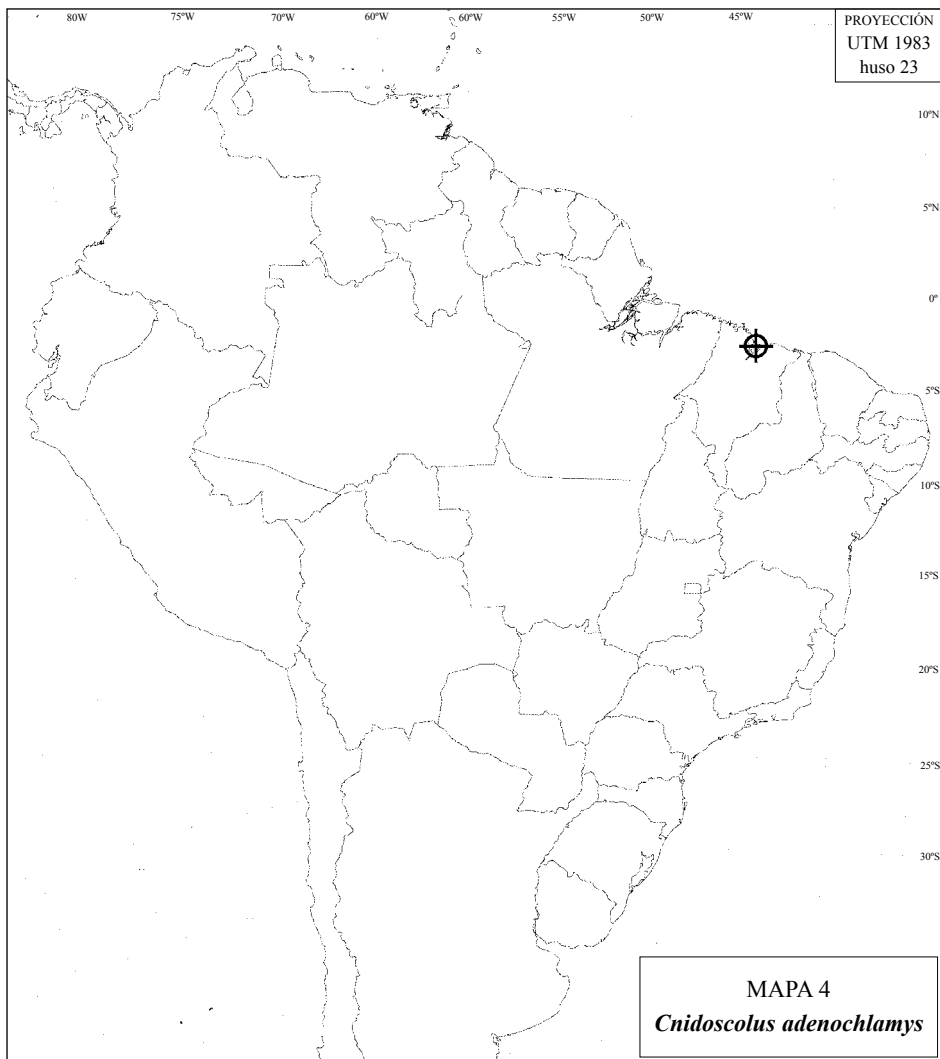 80W 75ºW 70ºW 60ºW 60ºW 55ºW 50ºW 45ºW
PROYECCIÓN
UTM 1983
huso 23
10ºN
5ºN
0º
5ºS
10ºS
15ºS
20ºS
25ºS
30ºS
MAPA 4
Cnidoscolus adenochlamys